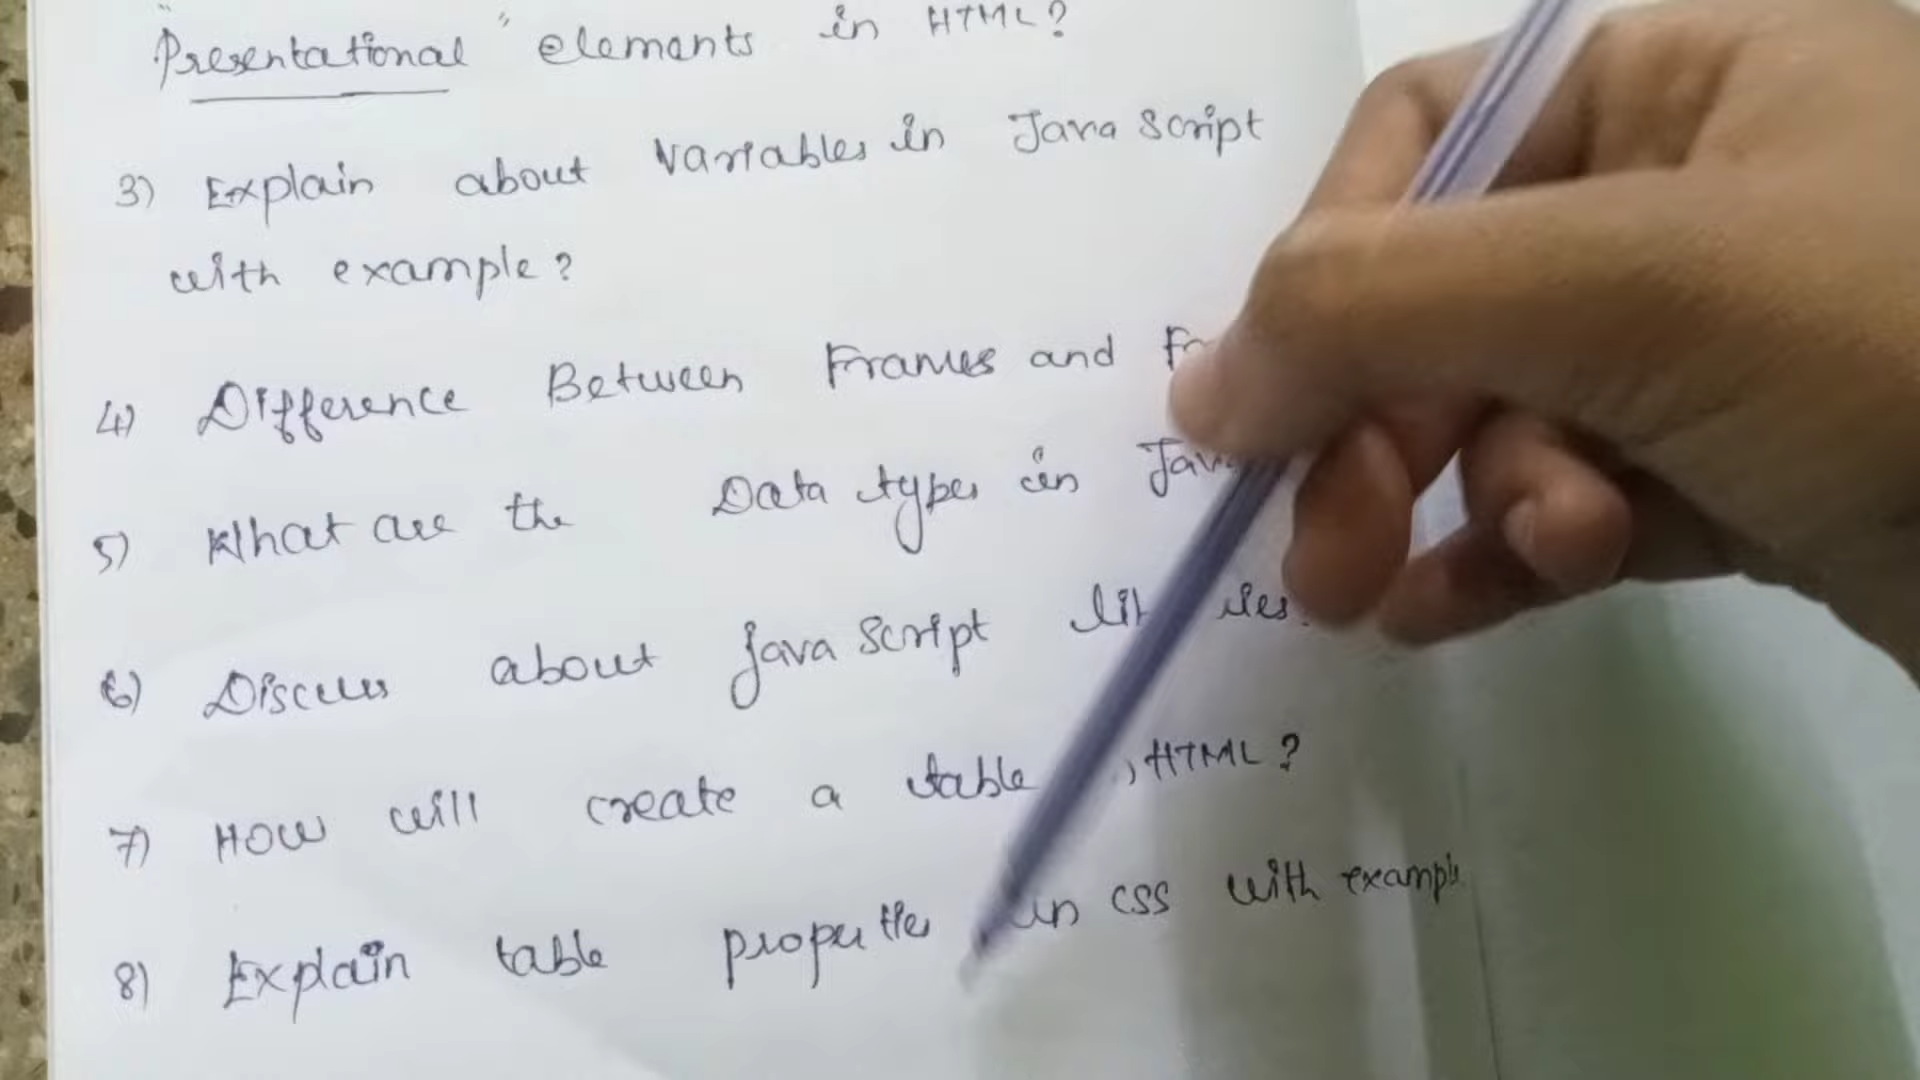 "Presentational" elements in HTML?
3) Explain about variables in Java Script
with example?
4) Difference Between Frames and
5) What are the Data types in
6) Discuss about Java Script
7) How will create a table HTML?
8) Explain table properties in CSS with example